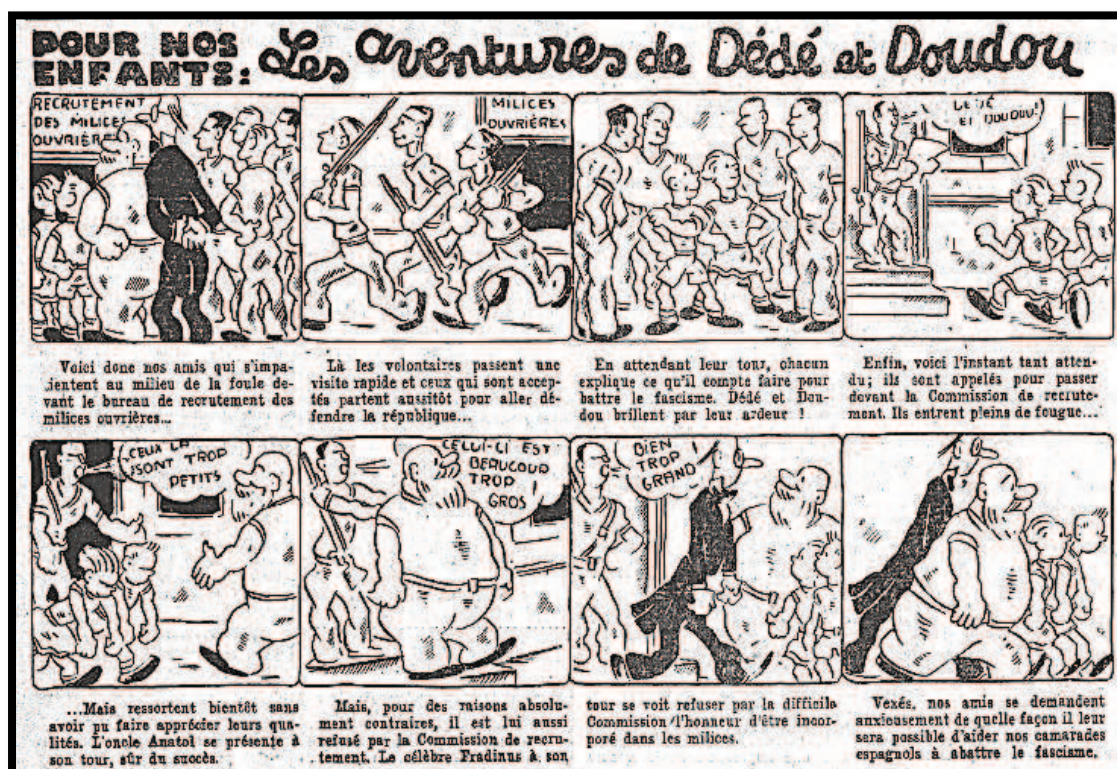 POUR NOS
ENFANTS:
Les aventures de Dédé et Doudou
RECRUTEMENT
DES MILICES
OUVRIÈRES
MILICES
OUVRIÈRES
DÉDÉ
ET DOUDOU!
Voici donc nos amis qui s'impa-
tientent au milieu de la foule de-
vant le bureau de recrutement des
milices ouvrières...
Là les volontaires passent une
visite rapide et ceux qui sont accep-
tés partent aussitôt pour aller dé-
fendre la république...
En attendant leur tour, chacun
explique ce qu'il compte faire pour
battre le fascisme. Dédé et Dou-
dou brillent par leur ardeur !
Enfin, voici l'instant tant atten-
du; ils sont appelés pour passer
devant la Commission de recrute-
ment. Ils entrent pleins de fougue...
CEUX LA
SONT TROP
PETITS
CELUI-CI EST
BEAUCOUP
TROP
GROS !
BIEN
TROP
GRAND !
...Mais ressortent bientôt sans
avoir pu faire apprécier leurs qua-
lités. L'oncle Anatol se présente à
son tour, sûr du succès.
Mais, pour des raisons absolu-
ment contraires, il est lui aussi
refusé par la Commission de recru-
tement. Le célèbre Fradinus à son
tour se voit refuser par la difficile
Commission l'honneur d'être incor-
poré dans les milices.
Vexés, nos amis se demandent
anxieusement de quelle façon il leur
sera possible d'aider nos camarades
espagnols à abattre le fascisme.